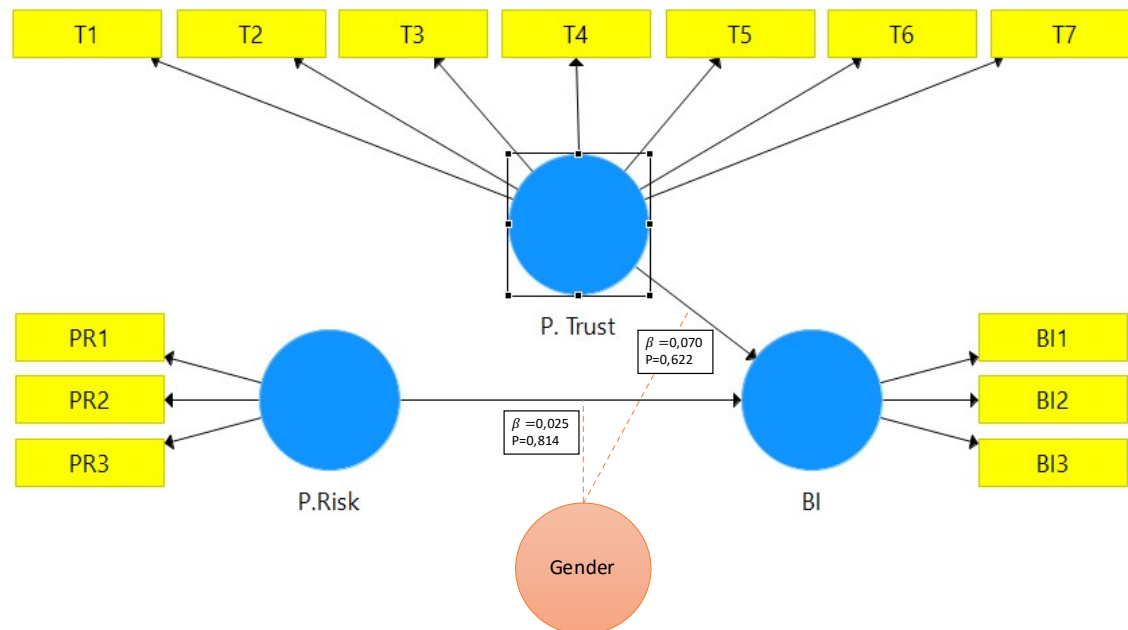 T1
T2
T3
T4
T5
T6
T7
P. Trust
PR1
PR2
PR3
β =0,070
P=0,622
BI1
BI2
BI3
β =0,025
P=0,814
P.Risk
BI
Gender